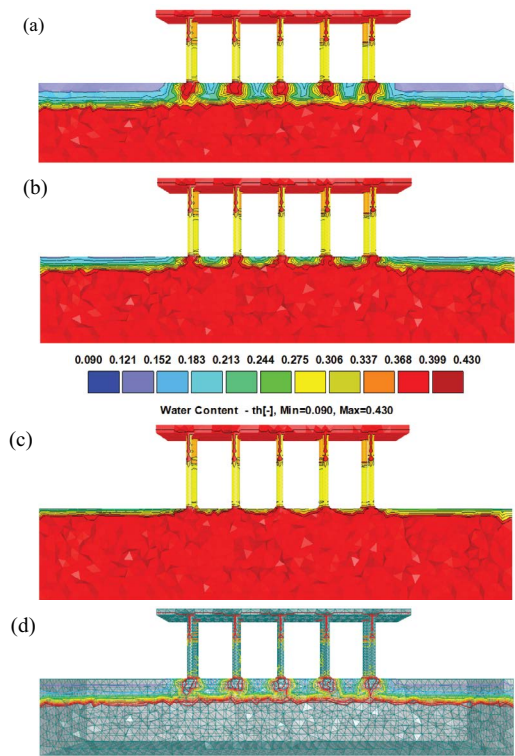 (a)
(b)
0.090 0.121 0.152 0.183 0.213 0.244 0.275 0.306 0.337 0.368 0.399 0.430
Water Content - th[-], Min=0.090, Max=0.430
(c)
(d)